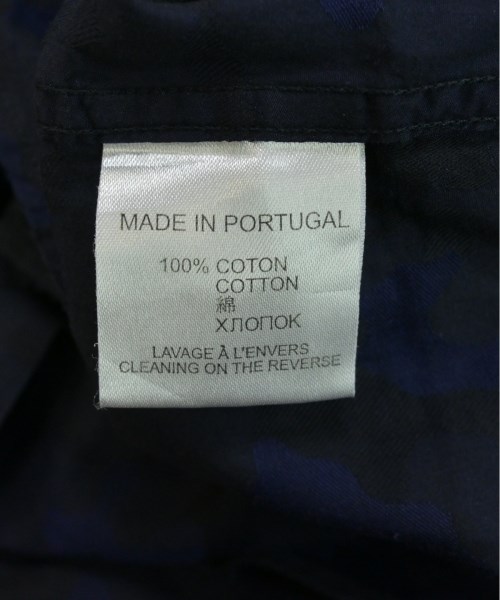 MADE IN PORTUGAL
100% COTON
COTTON
綿
ХЛОПОК
LAVAGE À L'ENVERS
CLEANING ON THE REVERSE